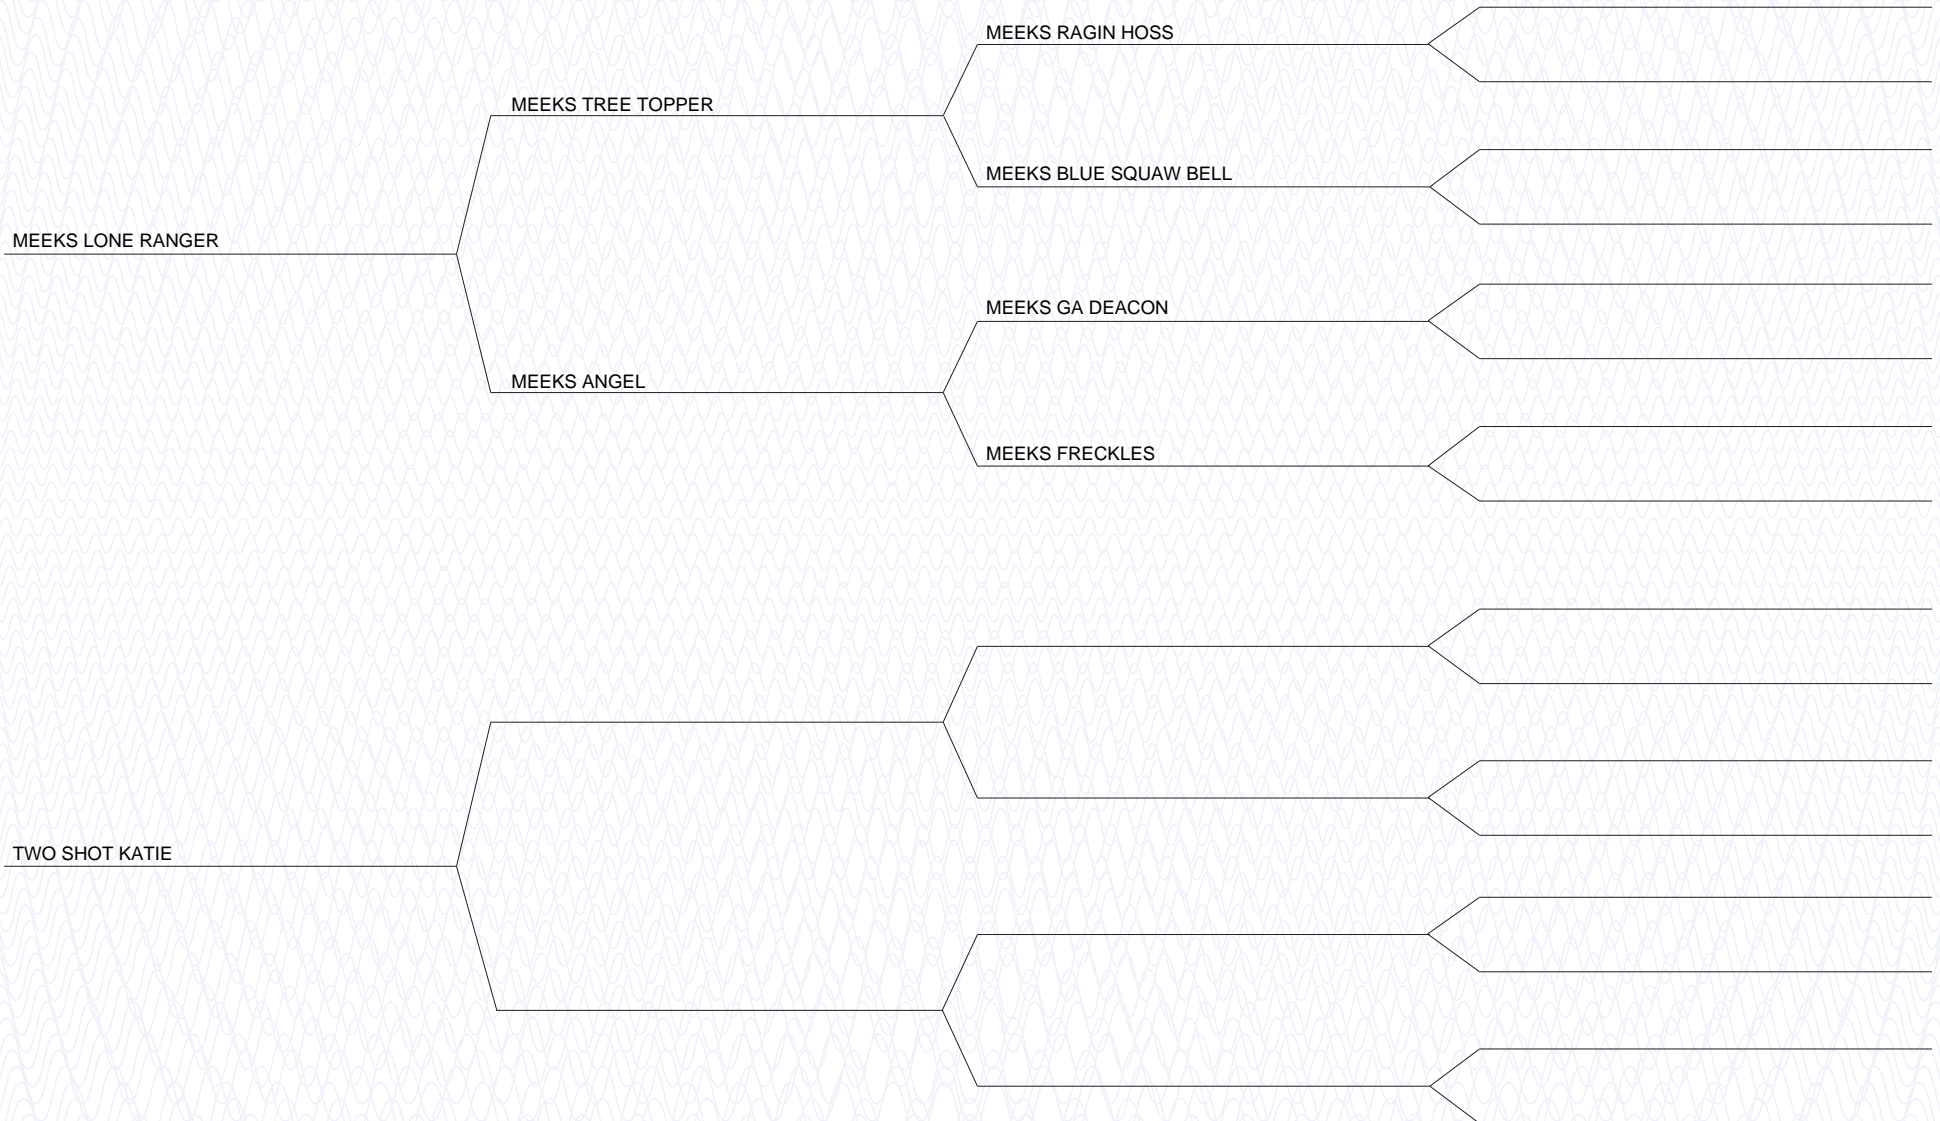 MEEKS RAGIN HOSS
MEEKS TREE TOPPER
MEEKS BLUE SQUAW BELL
MEEKS LONE RANGER
MEEKS GA DEACON
MEEKS ANGEL
MEEKS FRECKLES
TWO SHOT KATIE